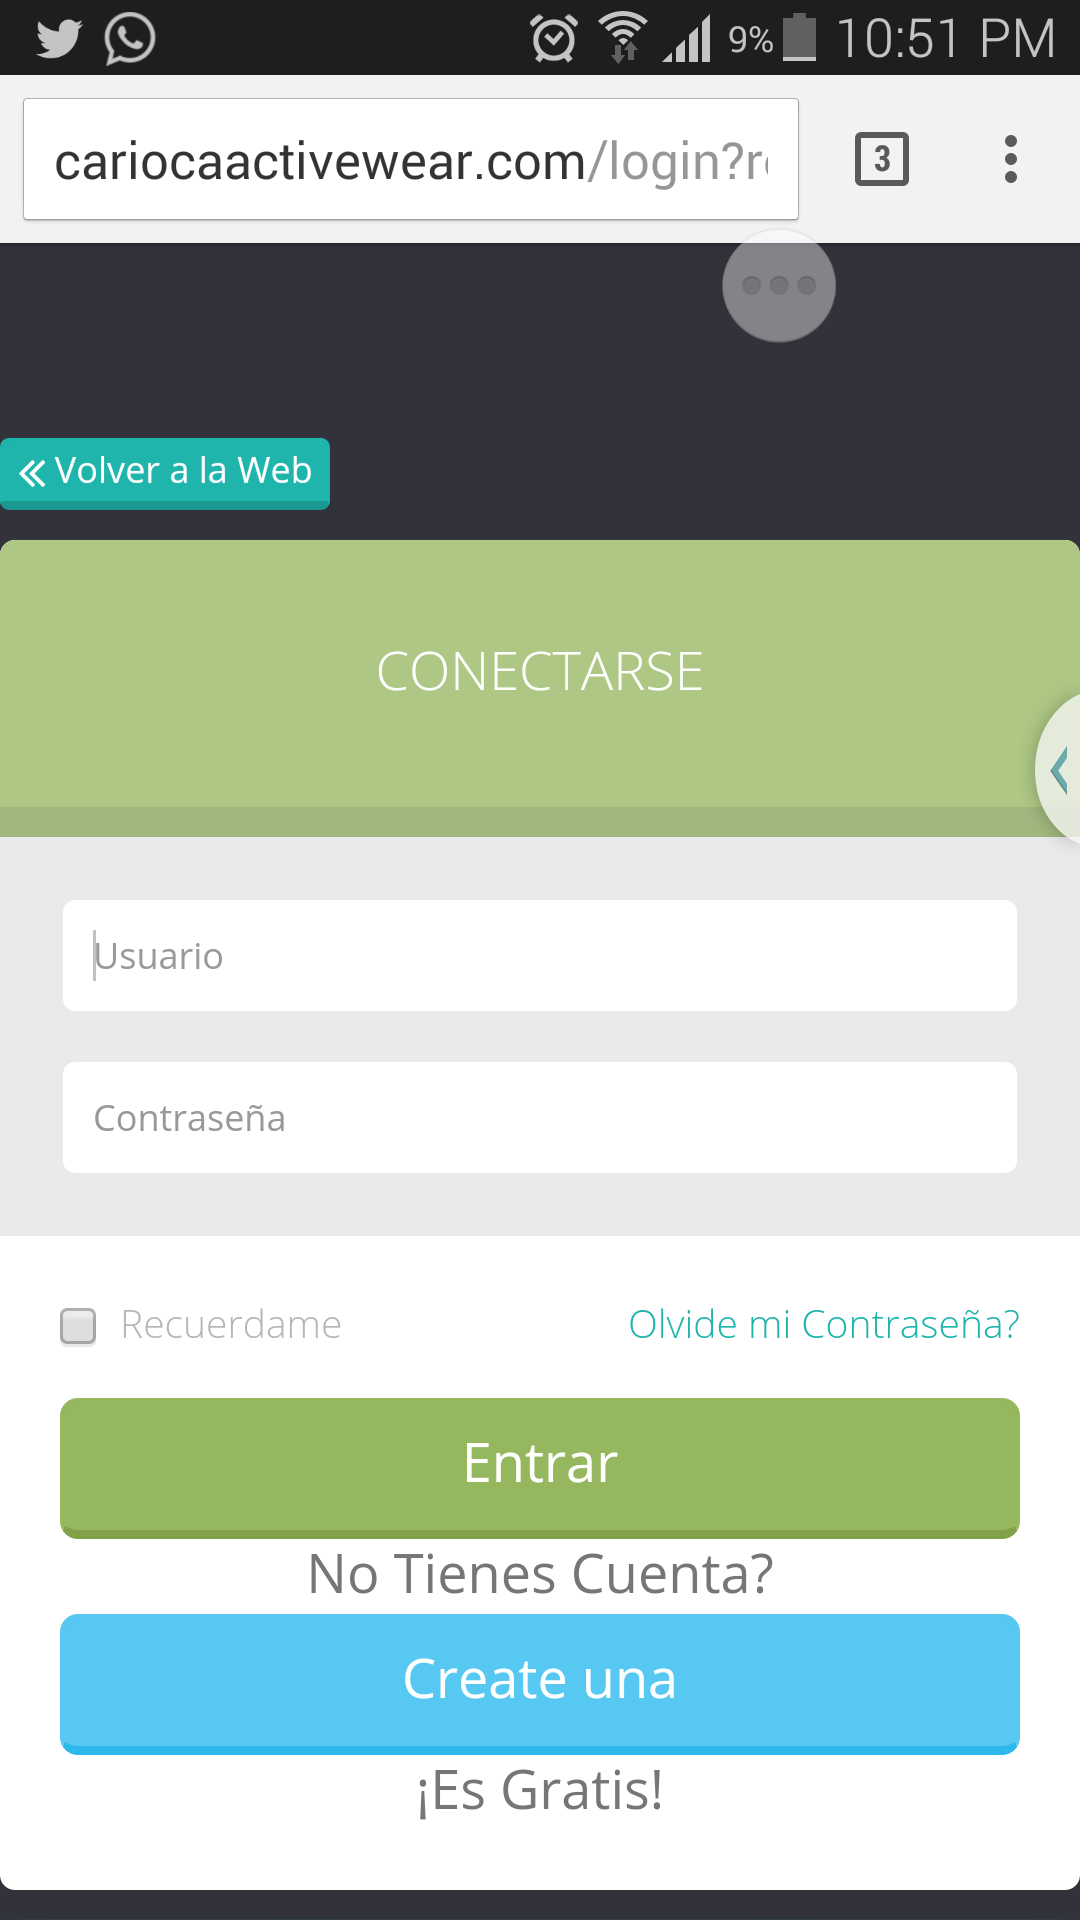 9% 10:51 PM
cariocaactivewear.com/login?r
3
Volver a la Web
CONECTARSE
Usuario
Contraseña
Recuerdame Olvide mi Contraseña?
Entrar
No Tienes Cuenta?
Create una
¡Es Gratis!